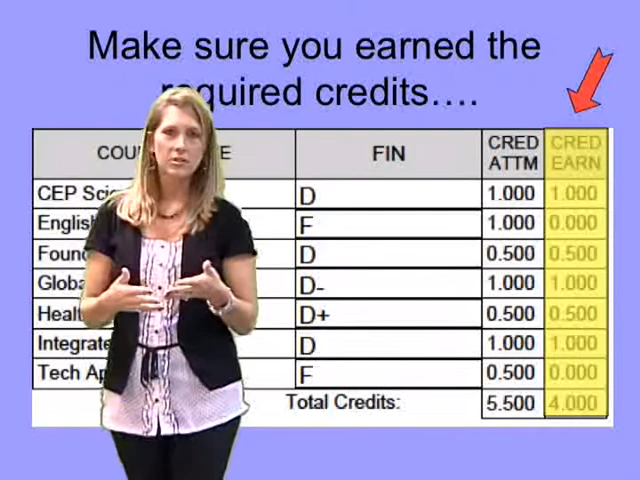 Make sure you earned the
required credits….
COU E FIN CRED ATTM CRED EARN
CEP Sci D 1.000 1.000
English F 1.000 0.000
Found D 0.500 0.500
Globa D- 1.000 1.000
Healt D+ 0.500 0.500
Integrate D 1.000 1.000
Tech Ap F 0.500 0.000
Total Credits: 5.500 4.000